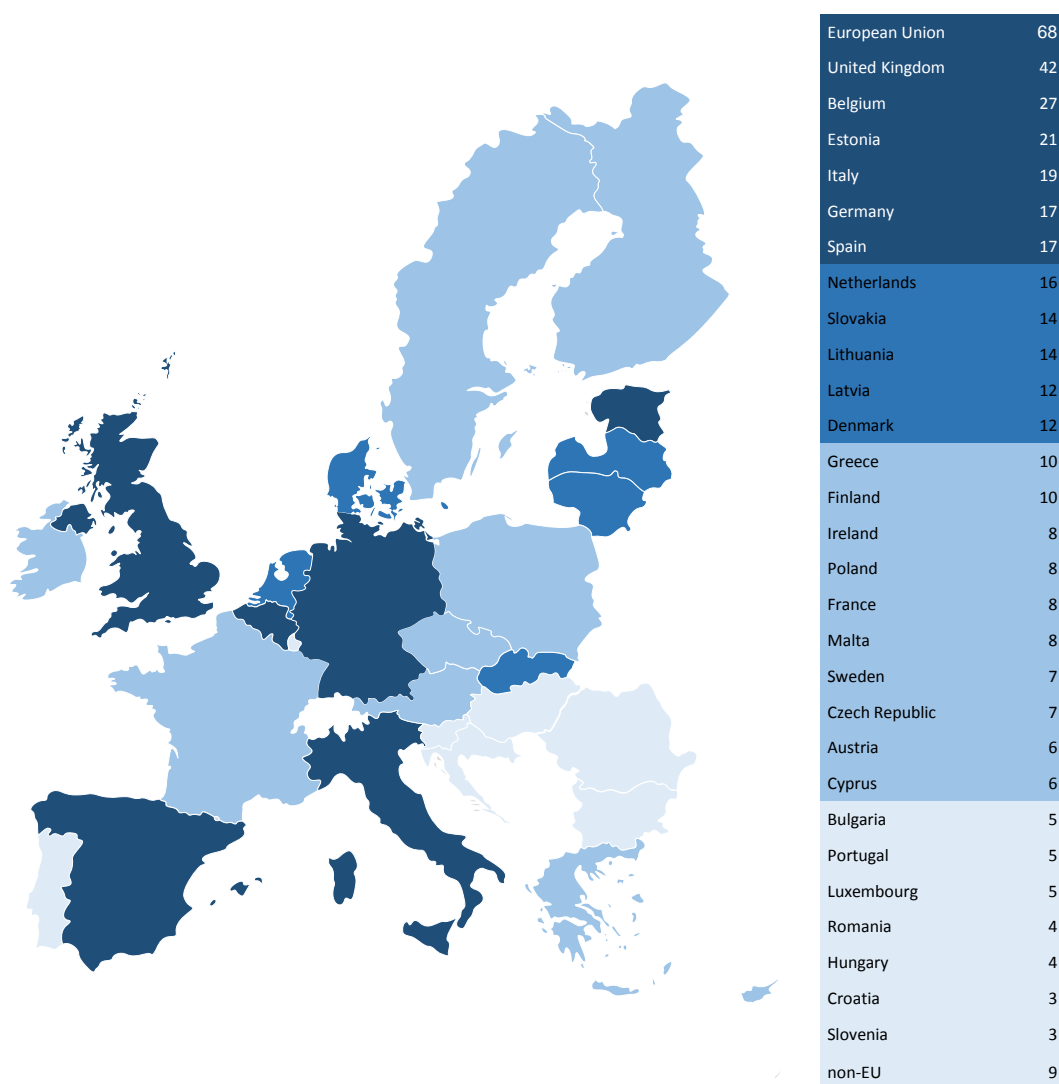 European Union 68
United Kingdom 42
Belgium 27
Estonia 21
Italy 19
Germany 17
Spain 17
Netherlands 16
Slovakia 14
Lithuania 14
Latvia 12
Denmark 12
Greece 10
Finland 10
Ireland 8
Poland 8
France 8
Malta 8
Sweden 7
Czech Republic 7
Austria 6
Cyprus 6
Bulgaria 5
Portugal 5
Luxembourg 5
Romania 4
Hungary 4
Croatia 3
Slovenia 3
non-EU 9